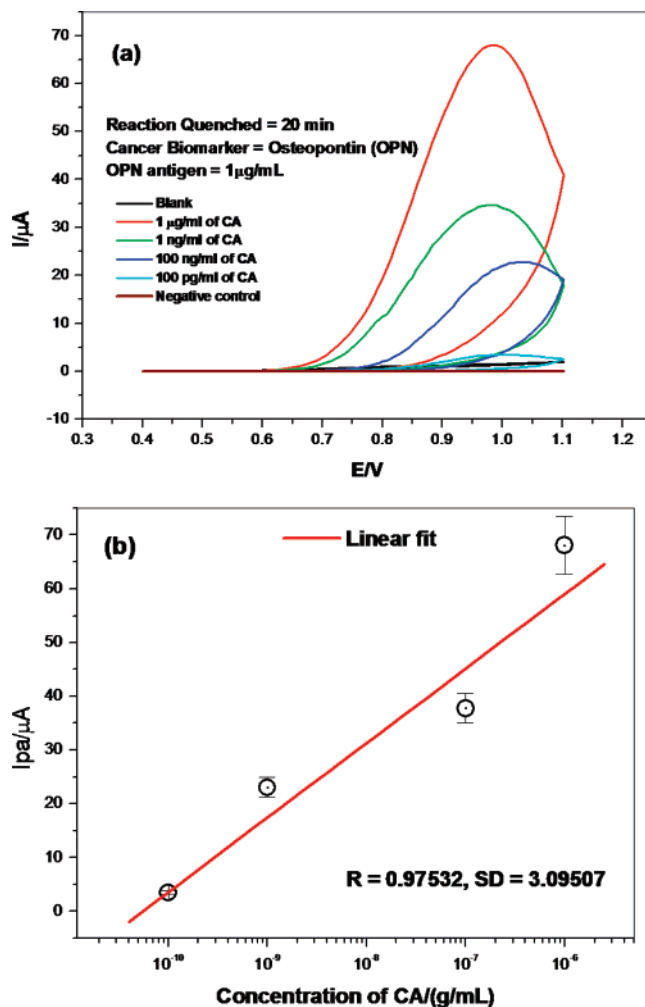 70
(a)
60
Reaction Quenched = 20 min
50
Cancer Biomarker = Osteopontin (OPN)
OPN antigen = 1µg/mL
40
Blank
1 µg/ml of CA
30
1 ng/ml of CA
100 ng/ml of CA
20
100 pg/ml of CA
Negative control
10
0
-10
I/µA
0.3 0.4 0.5 0.6 0.7 0.8 0.9 1.0 1.1 1.2
E/V
(b)
Linear fit
70
60
50
40
30
20
10
0
Ipa/µA
R = 0.97532, SD = 3.09507
10-10 10-9 10-8 10-7 10-6
Concentration of CA/(g/mL)